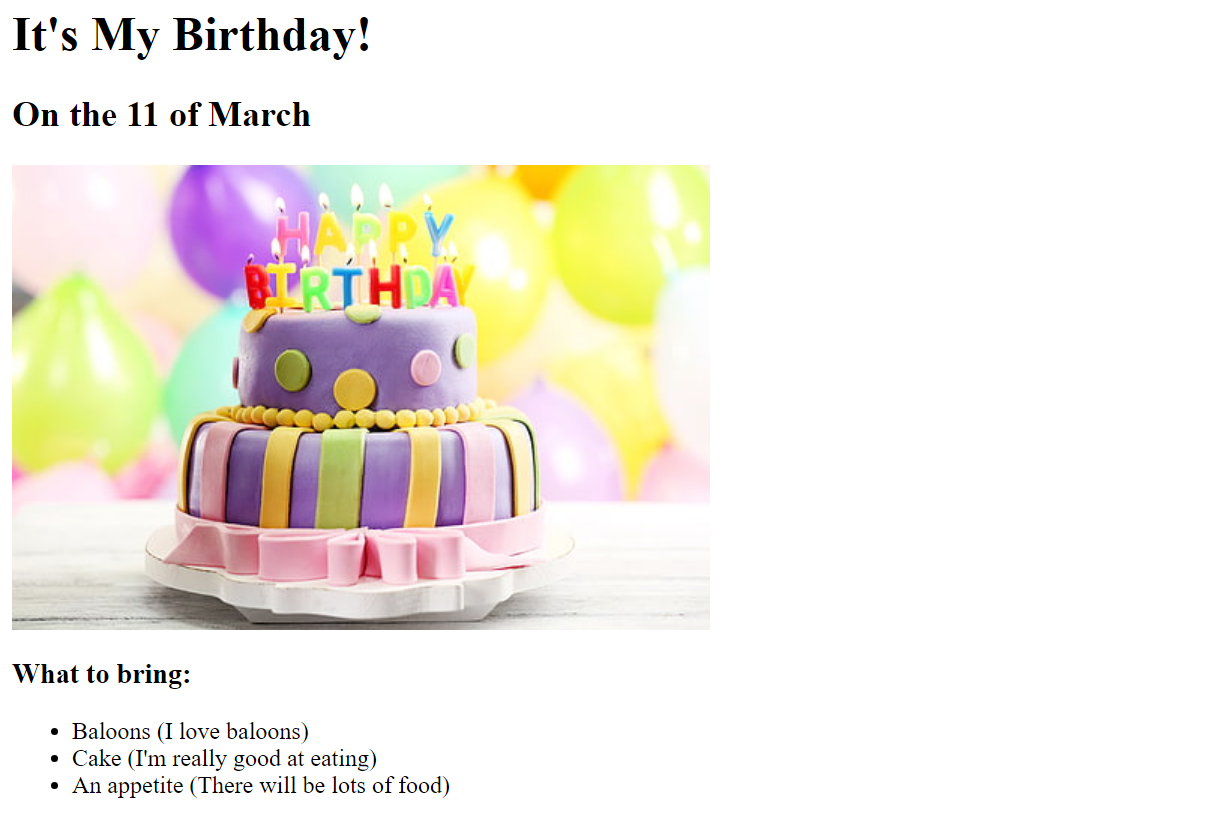 It's My Birthday!
On the 11 of March
HAPPY
BIRTHDAY
What to bring:
Baloons (I love baloons)
Cake (I'm really good at eating)
An appetite (There will be lots of food)